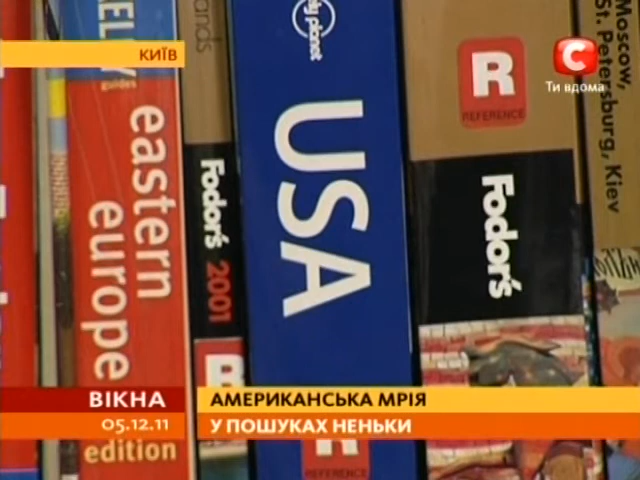 КИЇВ
Ти вдома
eastern
europe
edition
guides
Fodor's 2001
lonely planet
USA
R
REFERENCE
Fodor's
Moscow,
St. Petersburg, Kiev
R
R
REFERENCE
ВІКНА
05.12.11
АМЕРИКАНСЬКА МРІЯ
У ПОШУКАХ НЕНЬКИ